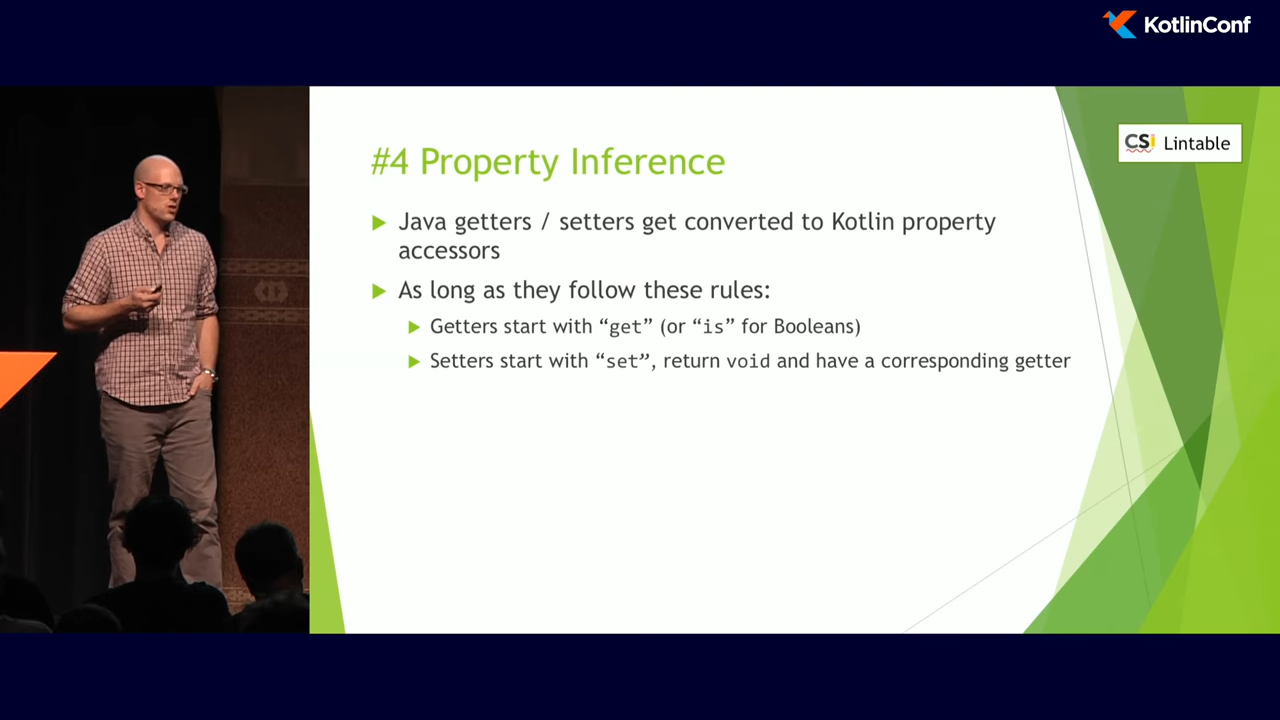 KotlinConf
CSi Lintable
#4 Property Inference
Java getters / setters get converted to Kotlin property
accessors
As long as they follow these rules:
Getters start with “get” (or “is” for Booleans)
Setters start with “set”, return void and have a corresponding getter